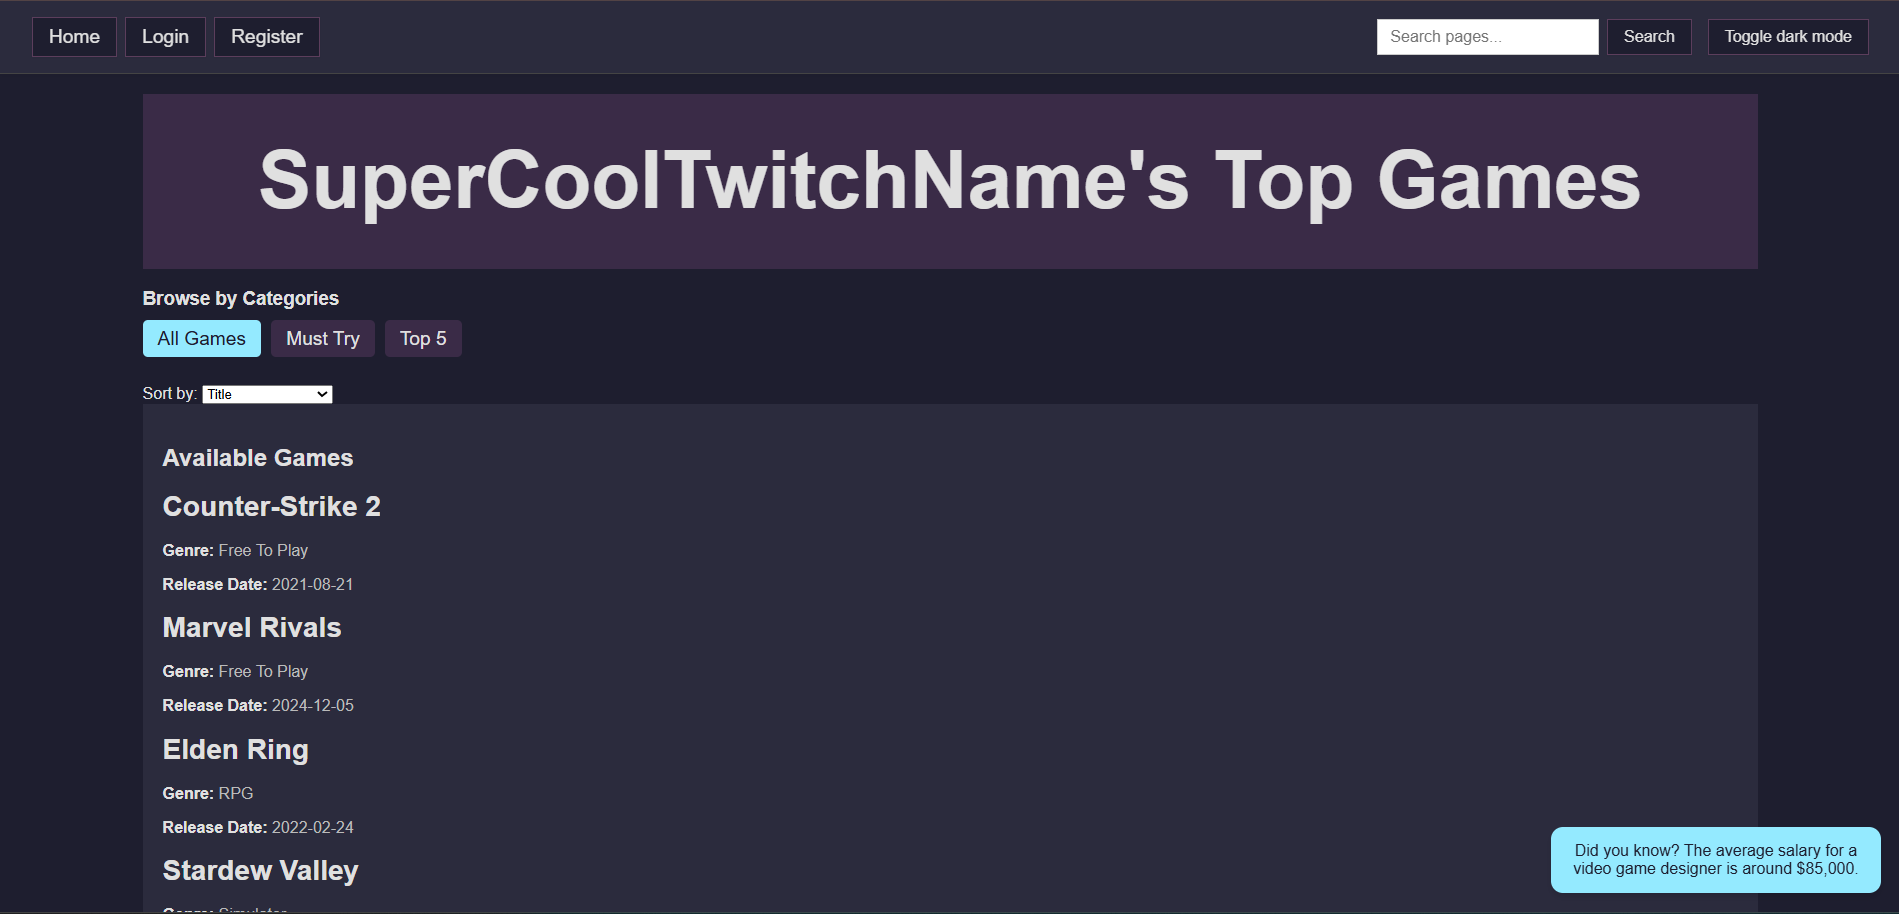 Home Login Register Search pages... Search Toggle dark mode
SuperCoolTwitchName's Top Games
Browse by Categories
All Games Must Try Top 5
Sort by: Title
Available Games
Counter-Strike 2
Genre: Free To Play
Release Date: 2021-08-21
Marvel Rivals
Genre: Free To Play
Release Date: 2024-12-05
Elden Ring
Genre: RPG
Release Date: 2022-02-24
Stardew Valley
Genre: Simulator
Did you know? The average salary for a
video game designer is around $85,000.